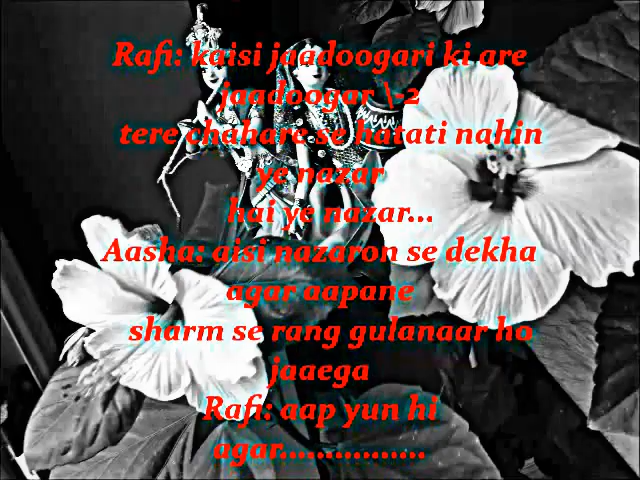 Rafi: kaisi jaadoogari ki are
jaadoogar \-2
tere chahare se hatati nahin
ye nazar
hai ye nazar...
Aasha: aisi nazaron se dekha
agar aapane
sharm se rang gulanaar ho
jaaega
Rafi: aap yun hi
agar................